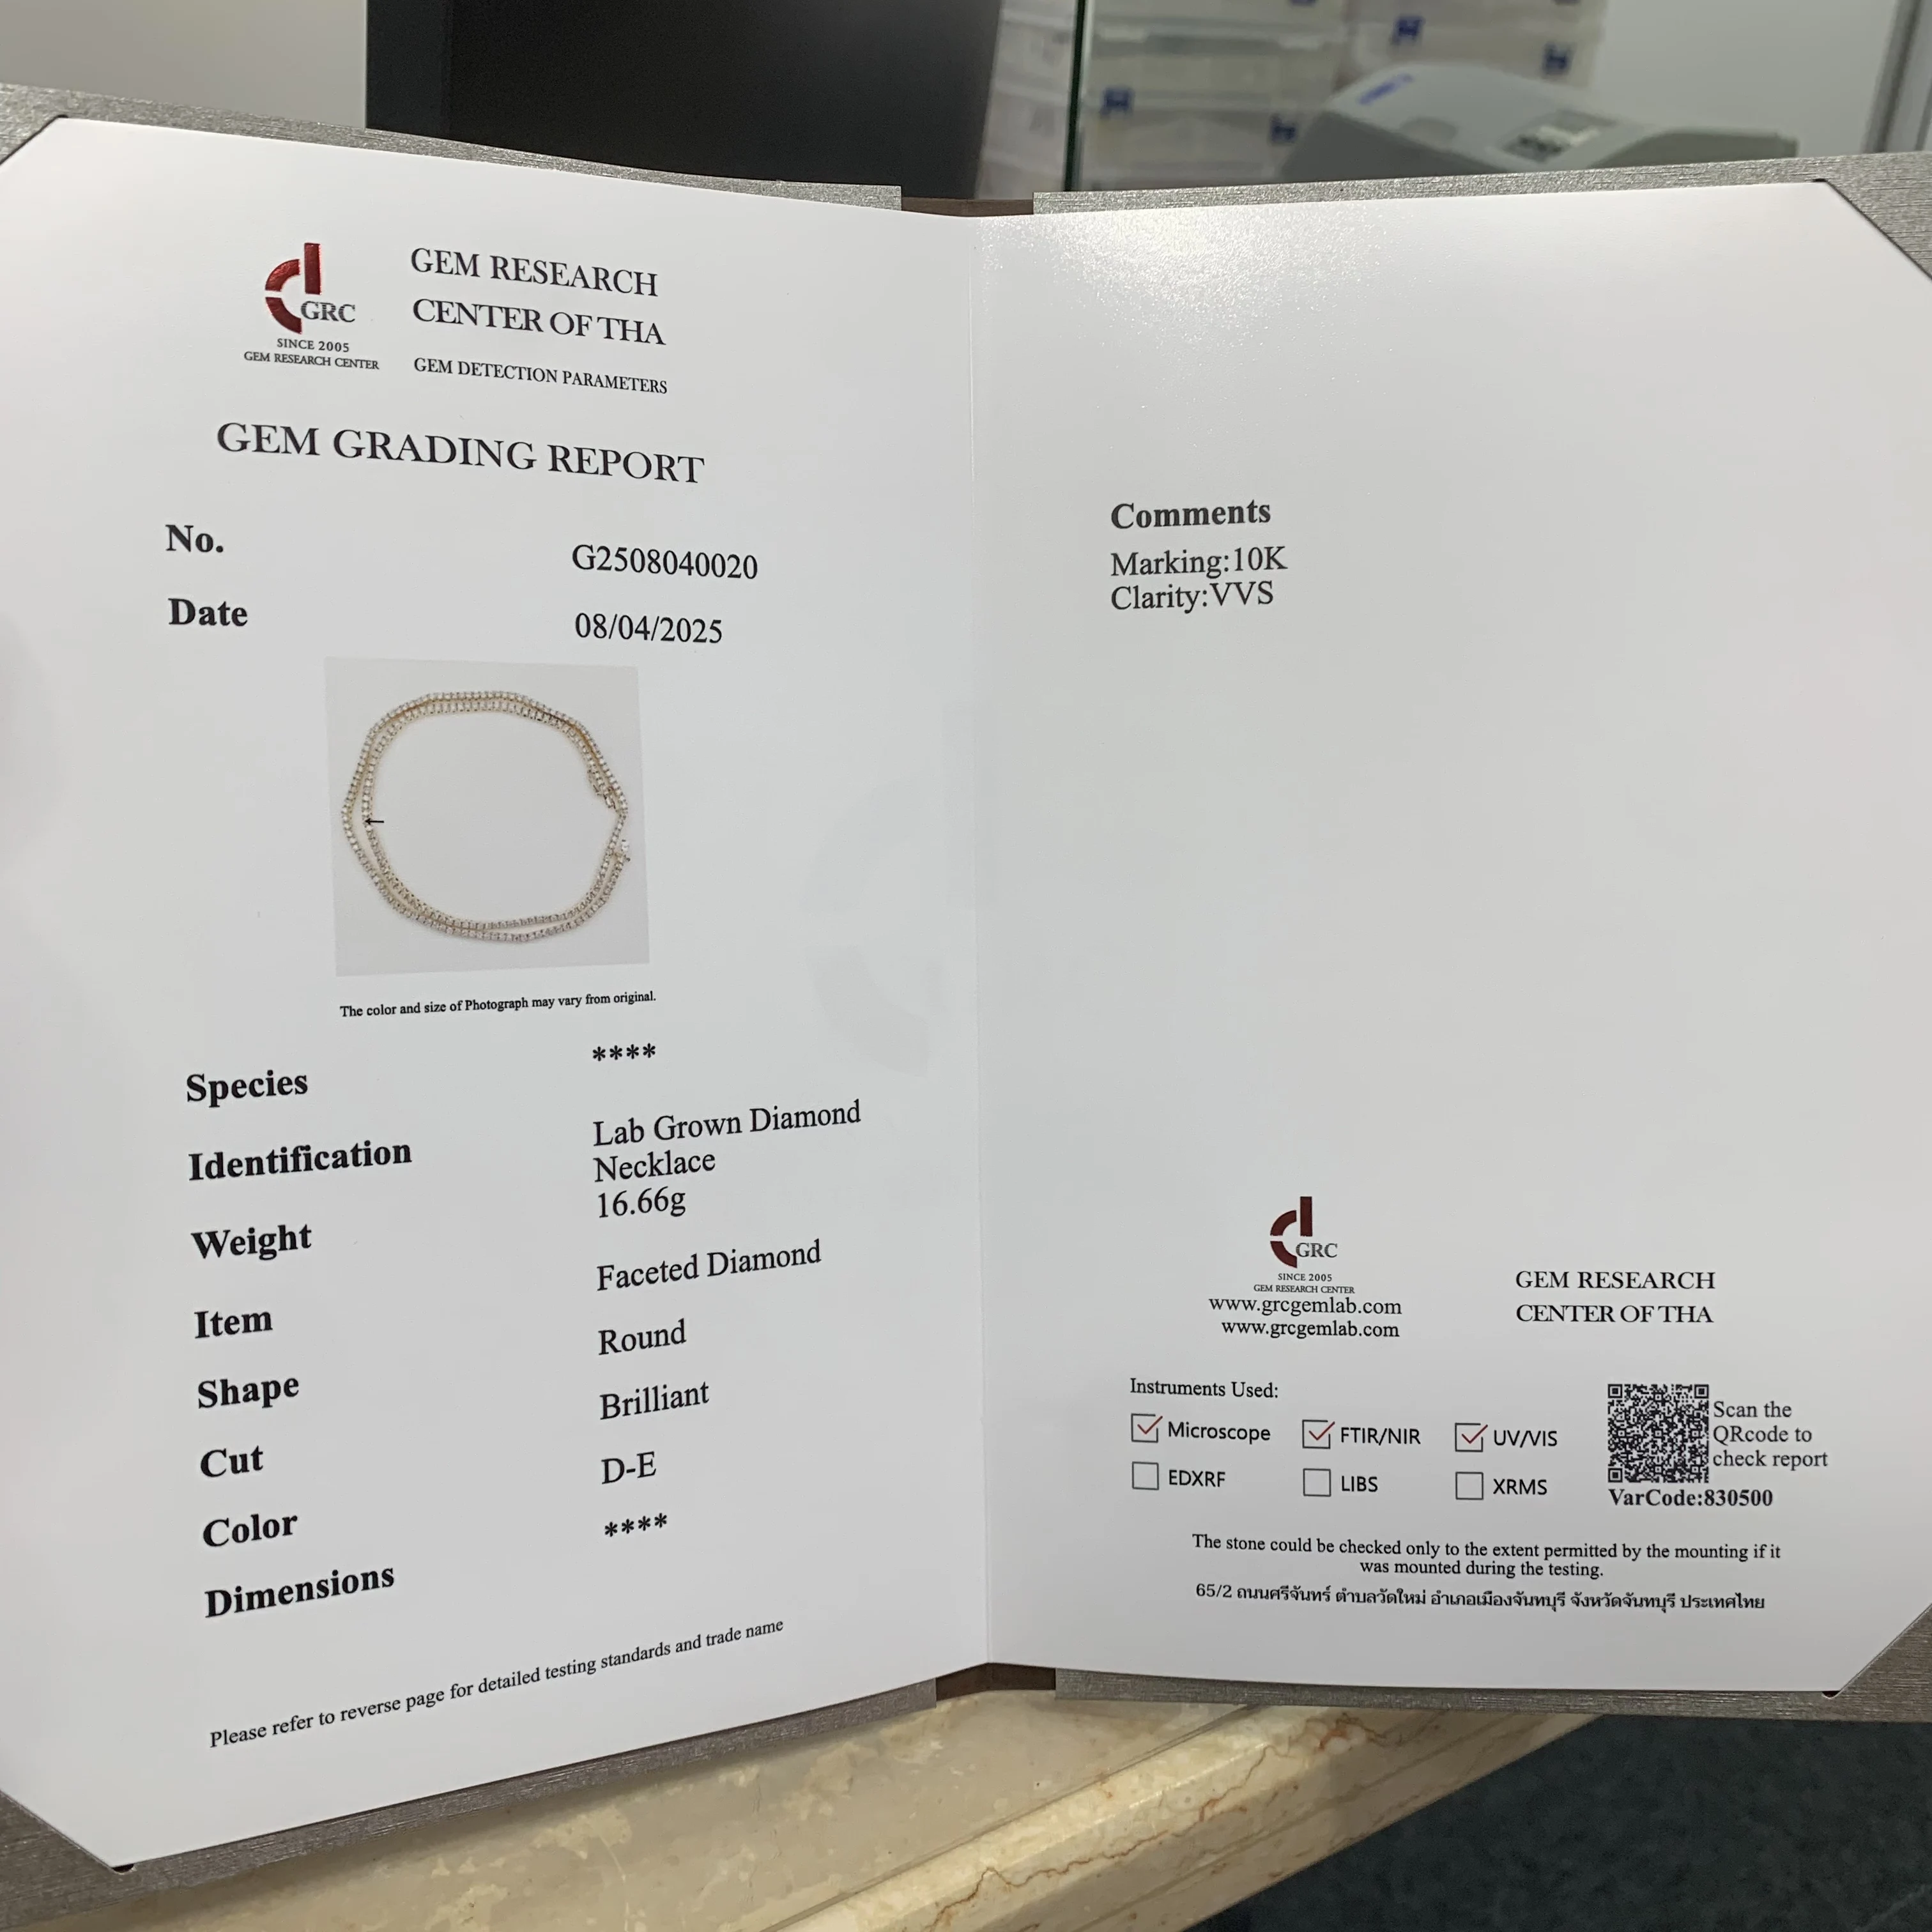 GRC
SINCE 2005
GEM RESEARCH CENTER
GEM RESEARCH
CENTER OF THA
GEM DETECTION PARAMETERS
GEM GRADING REPORT
No. G2508040020
Date 08/04/2025
The color and size of Photograph may vary from original.
Species ****
Identification Lab Grown Diamond
Necklace
Weight 16.66g
Item Faceted Diamond
Shape Round
Cut Brilliant
Color D-E
Dimensions ****
Please refer to reverse page for detailed testing standards and trade name
Comments
Marking:10K
Clarity:VVS
GRC
SINCE 2005
GEM RESEARCH CENTER
www.grcgemlab.com
www.grcgemlab.com
GEM RESEARCH
CENTER OF THA
Instruments Used:
Microscope FTIR/NIR UV/VIS
EDXRF LIBS XRMS
Scan the
QRcode to
check report
VarCode:830500
The stone could be checked only to the extent permitted by the mounting if it
was mounted during the testing.
65/2 ถนนศรีจันทร์ ตำบลวัดใหม่ อำเภอเมืองจันทบุรี จังหวัดจันทบุรี ประเทศไทย